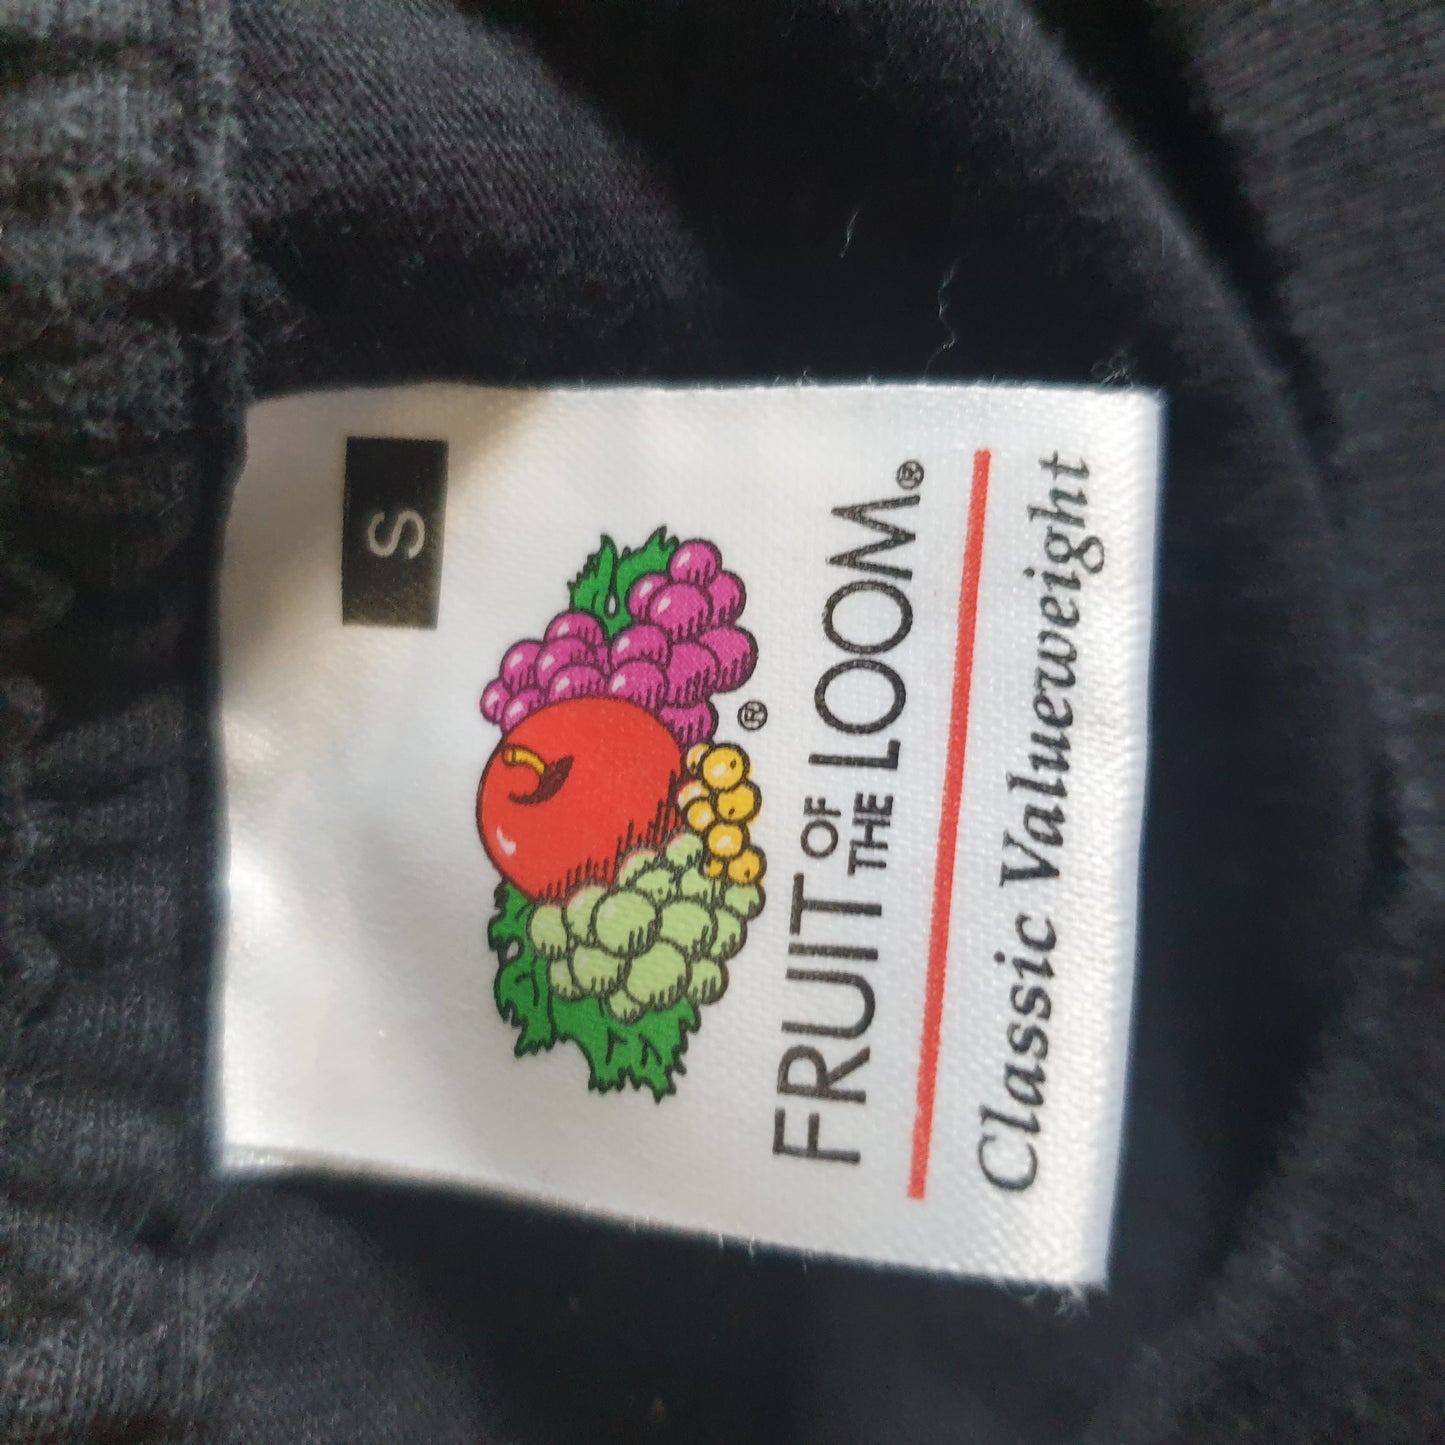 S
®
FRUIT OF THE LOOM®
Classic Valueweight